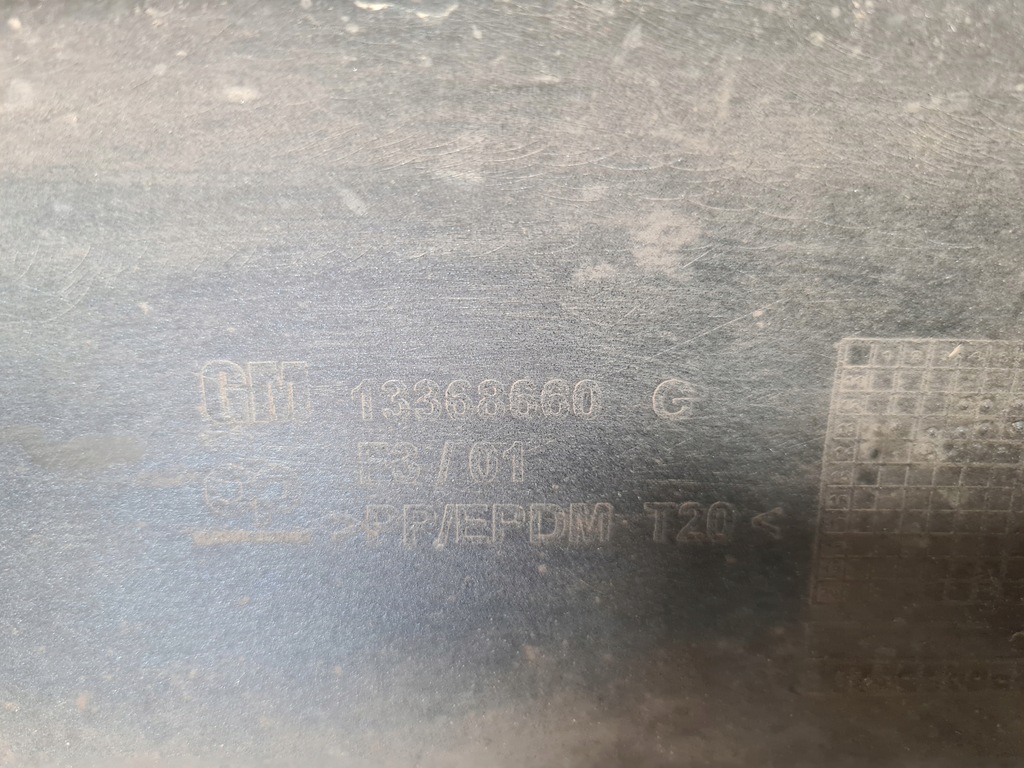 GM 13368660 G
E3 / 01
>PP/EPDM T20<